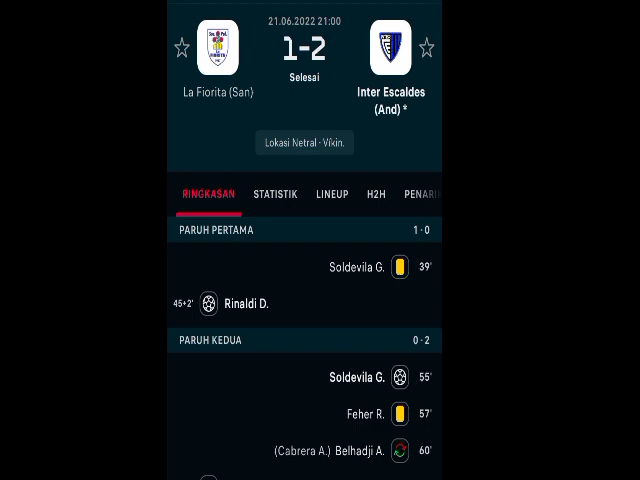 21.06.2022 21:00
1-2
Selesai
La Fiorita (San)
Inter Escaldes
(And) *
Lokasi Netral · Víkin.
RINGKASAN STATISTIK LINEUP H2H PENARI
PARUH PERTAMA 1 - 0
Soldevila G. 39'
45+2' Rinaldi D.
PARUH KEDUA 0 - 2
Soldevila G. 55'
Feher R. 57'
(Cabrera A.) Belhadji A. 60'